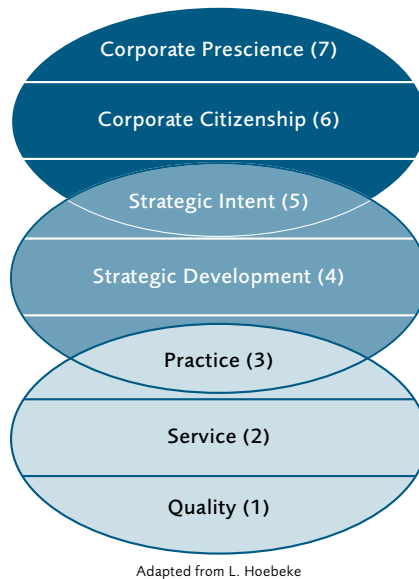 Corporate Prescience (7)
Corporate Citizenship (6)
Strategic Intent (5)
Strategic Development (4)
Practice (3)
Service (2)
Quality (1)
Adapted from L. Hoebeke